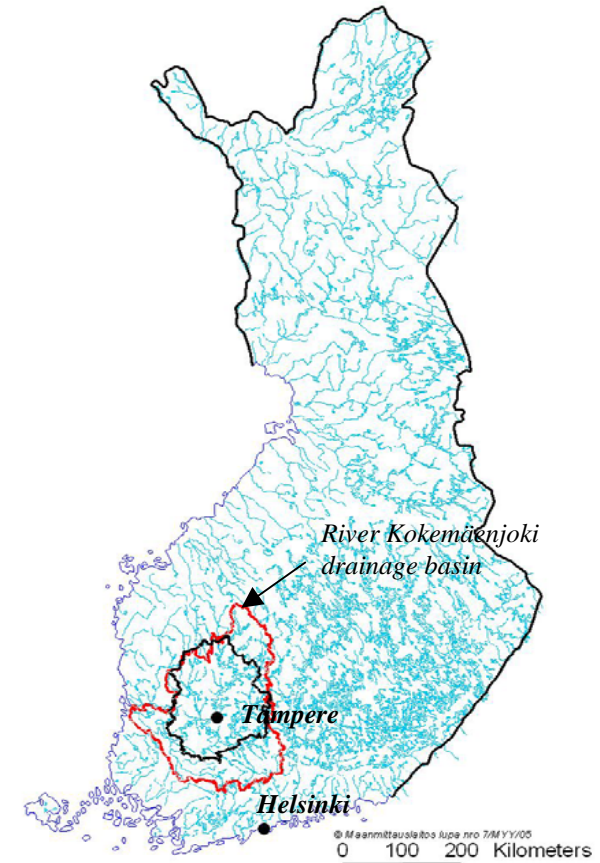 River Kokemäenjoki
drainage basin
Tampere
Helsinki
© Maanmittauslaitos lupa nro 7/MYY/05
0 100 200 Kilometers